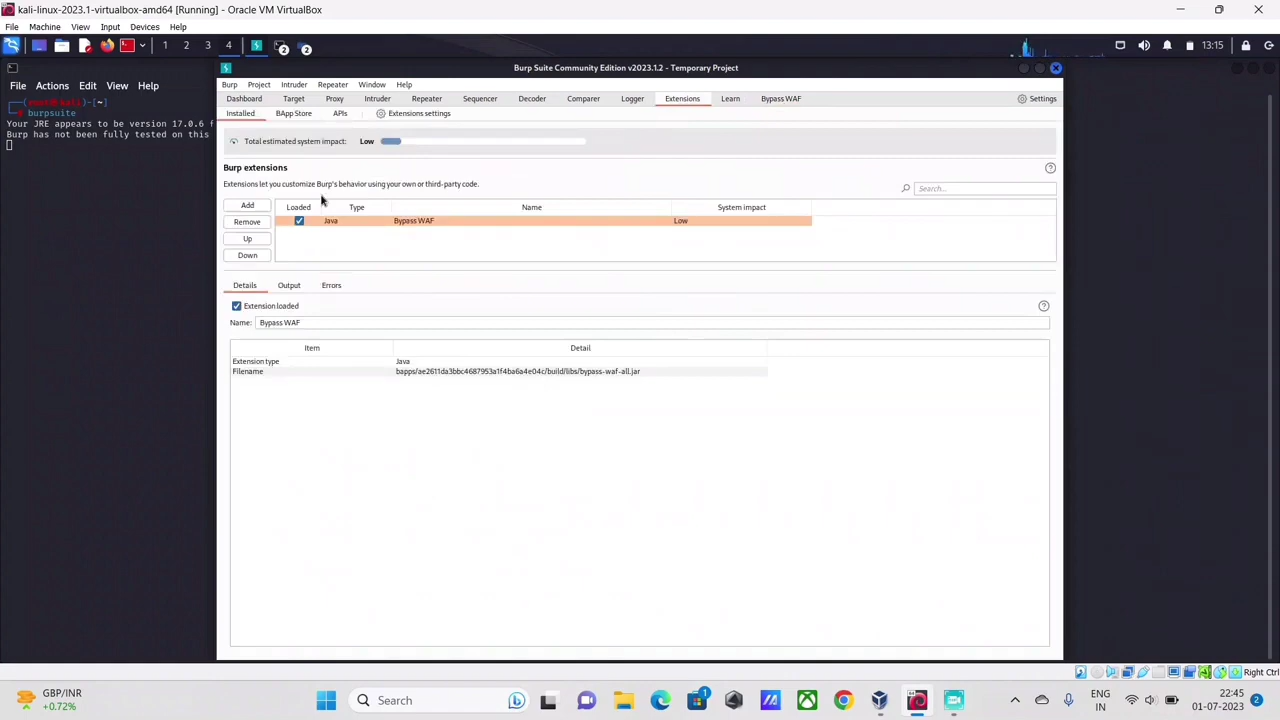 kali-linux-2023.1-virtualbox-amd64 [Running] - Oracle VM VirtualBox
File Machine View Input Devices Help
1 2 3 4 2 2 13:15
Burp Suite Community Edition v2023.1.2 - Temporary Project
File Actions Edit View Help
Burp Project Intruder Repeater Window Help
Dashboard Target Proxy Intruder Repeater Sequencer Decoder Comparer Logger Extensions Learn Bypass WAF Settings
(root㉿kali)-[~]
burpsuite
Your JRE appears to be version 17.0.6 f
Burp has not been fully tested on this
Installed BApp Store APIs Extensions settings
Total estimated system impact: Low
Burp extensions
Extensions let you customize Burp's behavior using your own or third-party code.
Search...
Add
Remove
Up
Down
Loaded Type Name System impact
Java Bypass WAF Low
Details Output Errors
Extension loaded
Name: Bypass WAF
Item Detail
Extension type Java
Filename bapps/ae2611da3bbc4687953a1f4ba6a4e04c/build/libs/bypass-waf-all.jar
Right Ctrl
GBP/INR
+0.72%
Search
1
ENG
IN
22:45
01-07-2023
2